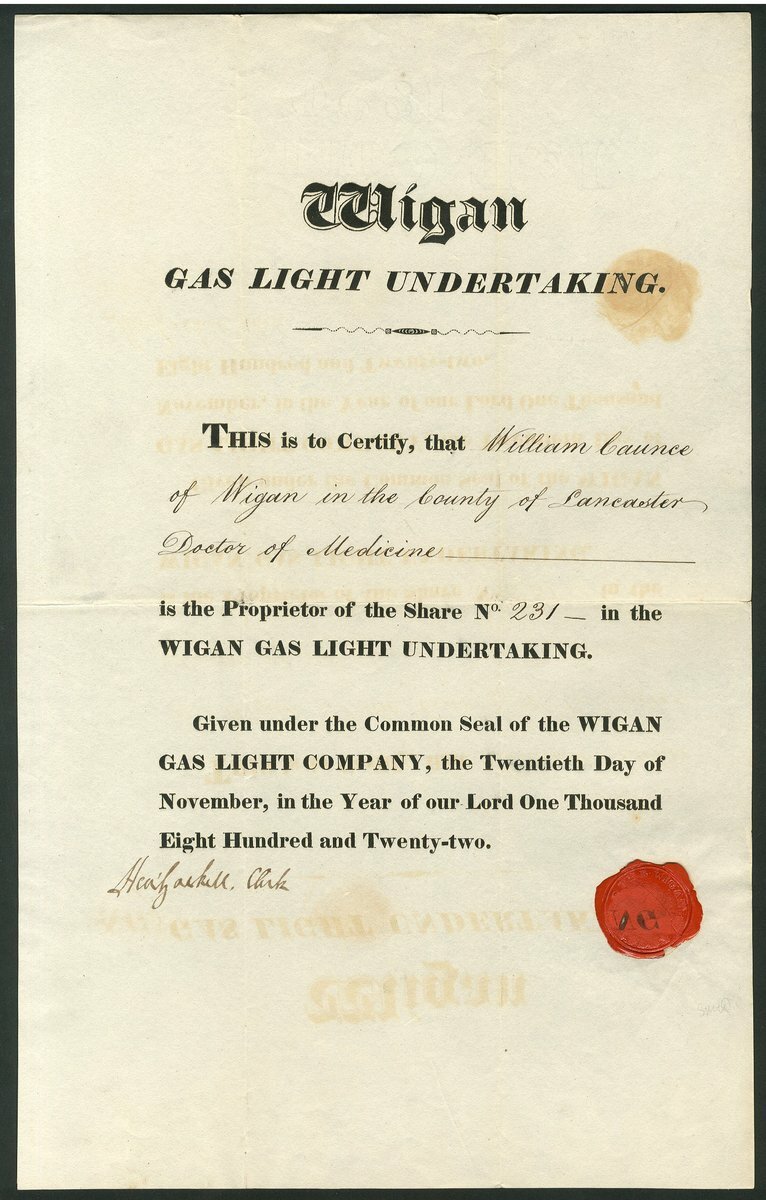 Wigan
GAS LIGHT UNDERTAKING.
THIS is to Certify, that William Caunce
of Wigan in the County of Lancaster
Doctor of Medicine
is the Proprietor of the Share No. 231 — in the
WIGAN GAS LIGHT UNDERTAKING.
Given under the Common Seal of the WIGAN
GAS LIGHT COMPANY, the Twentieth Day of
November, in the Year of our Lord One Thousand
Eight Hundred and Twenty-two.
Hen: Gaskell. Clerk